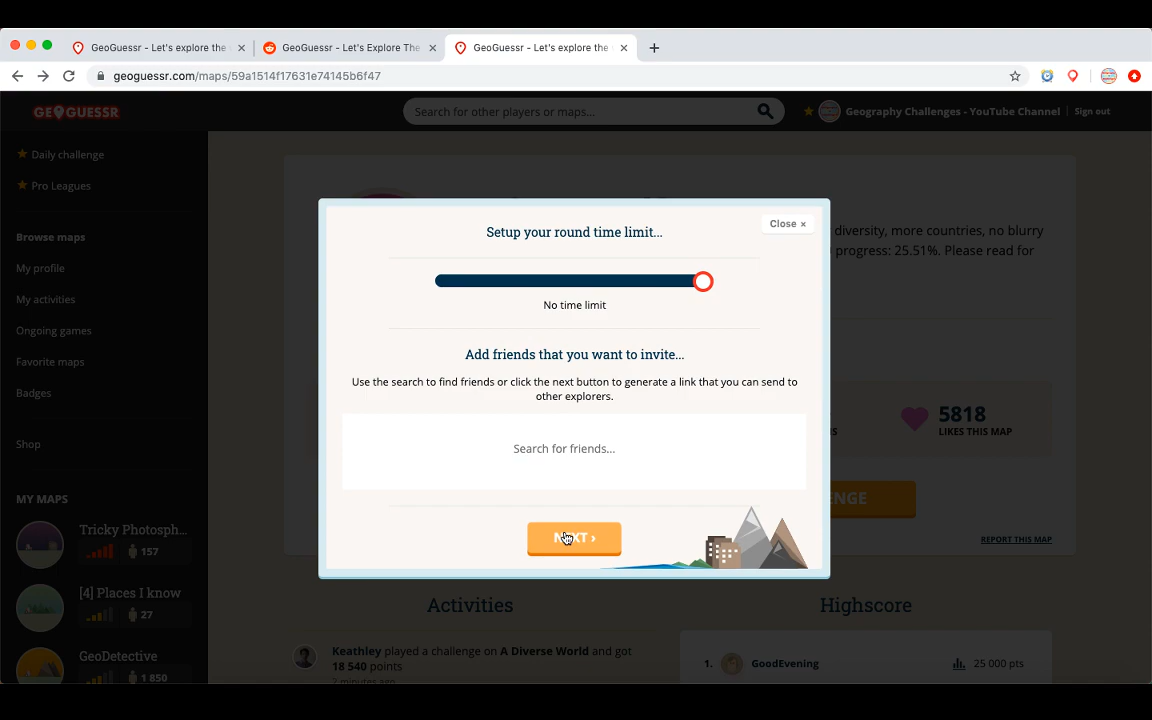 GeoGuessr - Let's explore the
GeoGuessr - Let's Explore The
GeoGuessr - Let's explore the
geoguessr.com/maps/59a1514f17631e74145b6f47
GEOGUESSR
Search for other players or maps...
Geography Challenges - YouTube Channel
Sign out
Daily challenge
Pro Leagues
Browse maps
My profile
My activities
Ongoing games
Favorite maps
Badges
Shop
MY MAPS
Tricky Photosph...
157
[4] Places I know
27
GeoDetective
1 850
diversity, more countries, no blurry
progress: 25.51%. Please read for
Setup your round time limit...
Close ×
No time limit
Add friends that you want to invite...
Use the search to find friends or click the next button to generate a link that you can send to
other explorers.
Search for friends...
NEXT ›
5818
LIKES THIS MAP
REPORT THIS MAP
Activities
Keathley played a challenge on A Diverse World and got
18 540 points
2 minutes ago
Highscore
1.
GoodEvening
25 000 pts